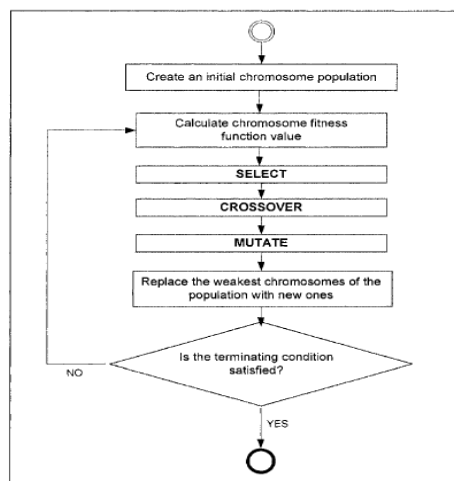 Create an initial chromosome population
Calculate chromosome fitness
function value
SELECT
CROSSOVER
MUTATE
Replace the weakest chromosomes of the
population with new ones
Is the terminating condition
satisfied?
NO
YES